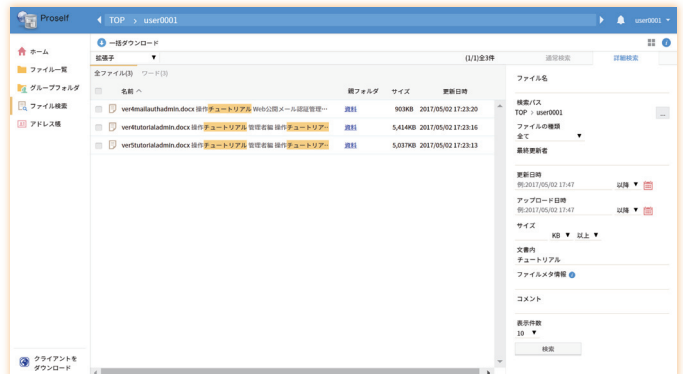 Proself
TOP > user0001
user0001
ホーム
ファイル一覧
グループフォルダ
ファイル検索
アドレス帳
クライアントを
ダウンロード
一括ダウンロード
拡張子
(1/1)全3件
全ファイル(3) ワード(3)
名前 親フォルダ サイズ 更新日時
ver4mailauthadmin.docx 操作チュートリアル Web公開メール認証管理… 資料 903KB 2017/05/02 17:23:20
ver4tutorialadmin.docx 操作チュートリアル 管理者編 操作チュートリア… 資料 5,414KB 2017/05/02 17:23:16
ver5tutorialadmin.docx 操作チュートリアル 管理者編 操作チュートリア… 資料 5,037KB 2017/05/02 17:23:13
通常検索 詳細検索
ファイル名
検索パス
TOP > user0001
...
ファイルの種類
全て
最終更新者
更新日時
例:2017/05/02 17:47 以降
アップロード日時
例:2017/05/02 17:47 以降
サイズ
KB 以上
文書内
チュートリアル
ファイルメタ情報
コメント
表示件数
10
検索